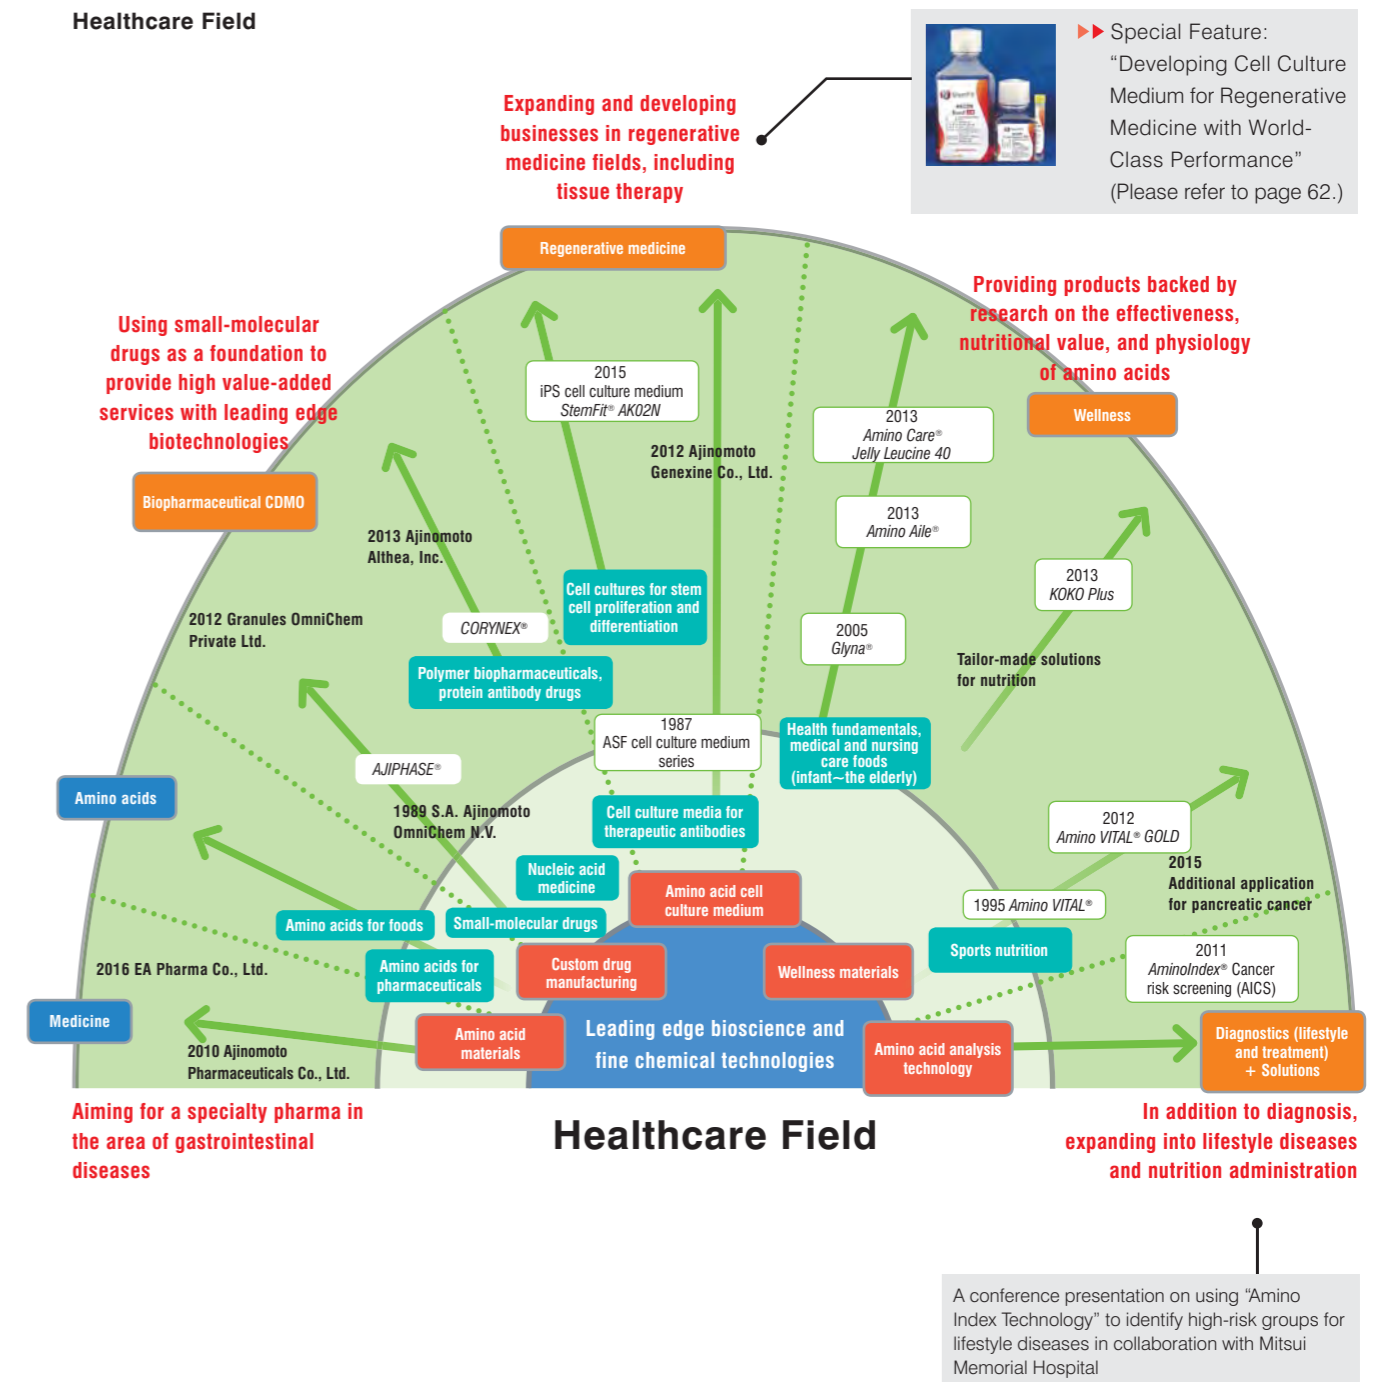 Healthcare Field
Special Feature:
“Developing Cell Culture
Medium for Regenerative
Medicine with World-
Class Performance”
(Please refer to page 62.)
StemFit
Expanding and developing
businesses in regenerative
medicine fields, including
tissue therapy
Regenerative medicine
Providing products backed by
research on the effectiveness,
nutritional value, and physiology
of amino acids
Wellness
Using small-molecular
drugs as a foundation to
provide high value-added
services with leading edge
biotechnologies
Biopharmaceutical CDMO
2015
iPS cell culture medium
StemFit® AK02N
2012 Ajinomoto
Genexine Co., Ltd.
2013
Amino Care®
Jelly Leucine 40
2013
Amino Aile®
2005
Glyna®
2013
KOKO Plus
Tailor-made solutions
for nutrition
2013 Ajinomoto
Althea, Inc.
2012 Granules OmniChem
Private Ltd.
CORYNEX®
Cell cultures for stem
cell proliferation and
differentiation
Polymer biopharmaceuticals,
protein antibody drugs
1987
ASF cell culture medium
series
Health fundamentals,
medical and nursing
care foods
(infant~the elderly)
AJIPHASE®
1989 S.A. Ajinomoto
OmniChem N.V.
Cell culture media for
therapeutic antibodies
Amino acids
2012
Amino VITAL® GOLD
2015
Additional application
for pancreatic cancer
Nucleic acid
medicine
Amino acid cell
culture medium
1995 Amino VITAL®
Amino acids for foods
Small-molecular drugs
Sports nutrition
2011
AminoIndex® Cancer
risk screening (AICS)
2016 EA Pharma Co., Ltd.
Amino acids for
pharmaceuticals
Custom drug
manufacturing
Wellness materials
Medicine
2010 Ajinomoto
Pharmaceuticals Co., Ltd.
Amino acid
materials
Leading edge bioscience and
fine chemical technologies
Amino acid analysis
technology
Diagnostics (lifestyle
and treatment)
+ Solutions
Aiming for a specialty pharma in
the area of gastrointestinal
diseases
Healthcare Field
In addition to diagnosis,
expanding into lifestyle diseases
and nutrition administration
A conference presentation on using “Amino
Index Technology” to identify high-risk groups for
lifestyle diseases in collaboration with Mitsui
Memorial Hospital